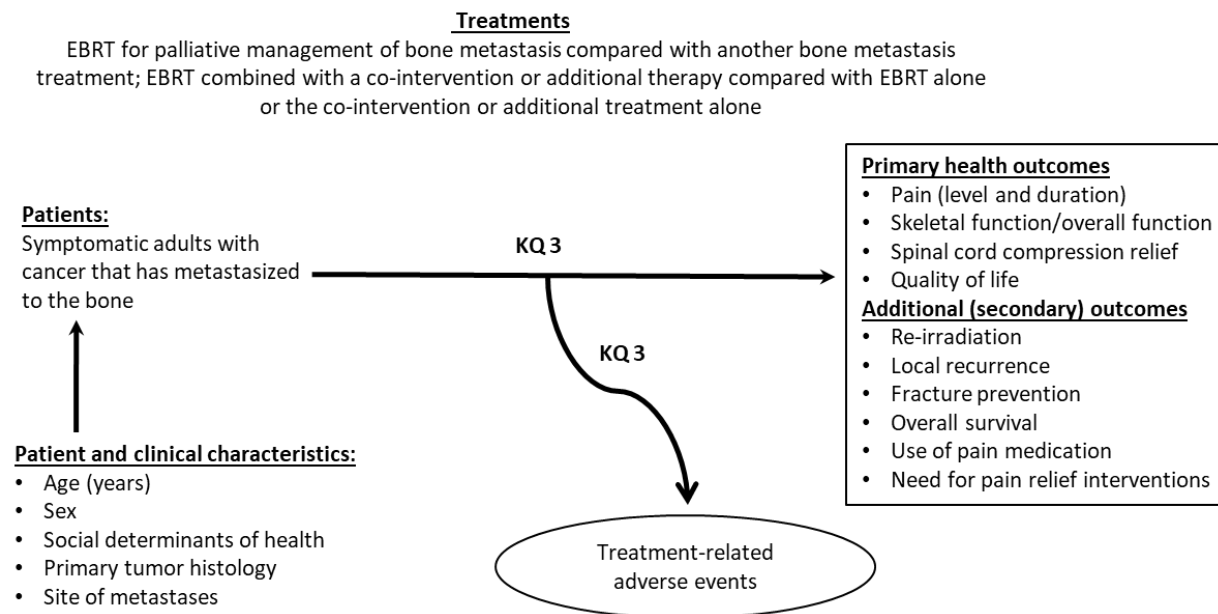 Treatments
EBRT for palliative management of bone metastasis compared with another bone metastasis
treatment; EBRT combined with a co-intervention or additional therapy compared with EBRT alone
or the co-intervention or additional treatment alone
Patients:
Symptomatic adults with
cancer that has metastasized
to the bone
KQ 3
KQ 3
Primary health outcomes
• Pain (level and duration)
• Skeletal function/overall function
• Spinal cord compression relief
• Quality of life
Additional (secondary) outcomes
• Re-irradiation
• Local recurrence
• Fracture prevention
• Overall survival
• Use of pain medication
• Need for pain relief interventions
Patient and clinical characteristics:
• Age (years)
• Sex
• Social determinants of health
• Primary tumor histology
• Site of metastases
Treatment-related
adverse events